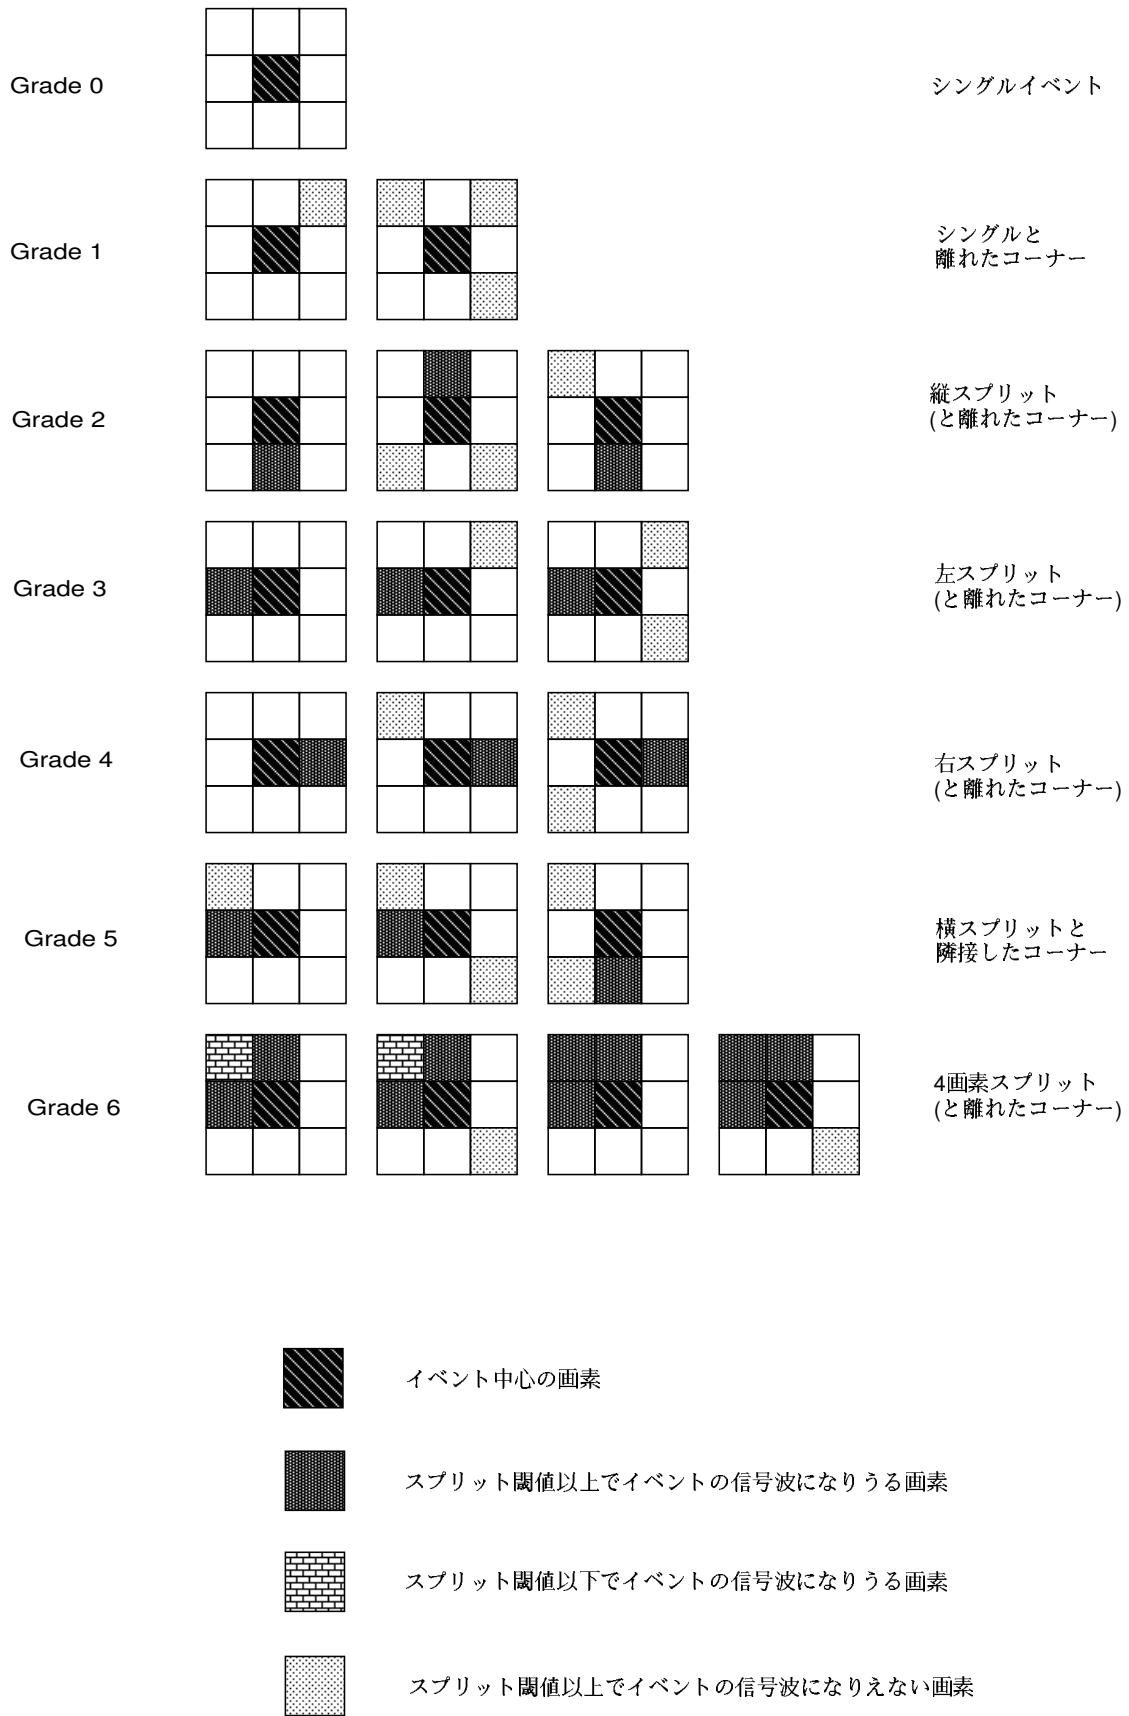 Grade 0
シングルイベント
Grade 1
シングルと
離れたコーナー
Grade 2
縦スプリット
(と離れたコーナー)
Grade 3
左スプリット
(と離れたコーナー)
Grade 4
右スプリット
(と離れたコーナー)
Grade 5
横スプリットと
隣接したコーナー
Grade 6
4画素スプリット
(と離れたコーナー)
イベント中心の画素
スプリット閾値以上でイベントの信号波になりうる画素
スプリット閾値以下でイベントの信号波になりうる画素
スプリット閾値以上でイベントの信号波になりえない画素